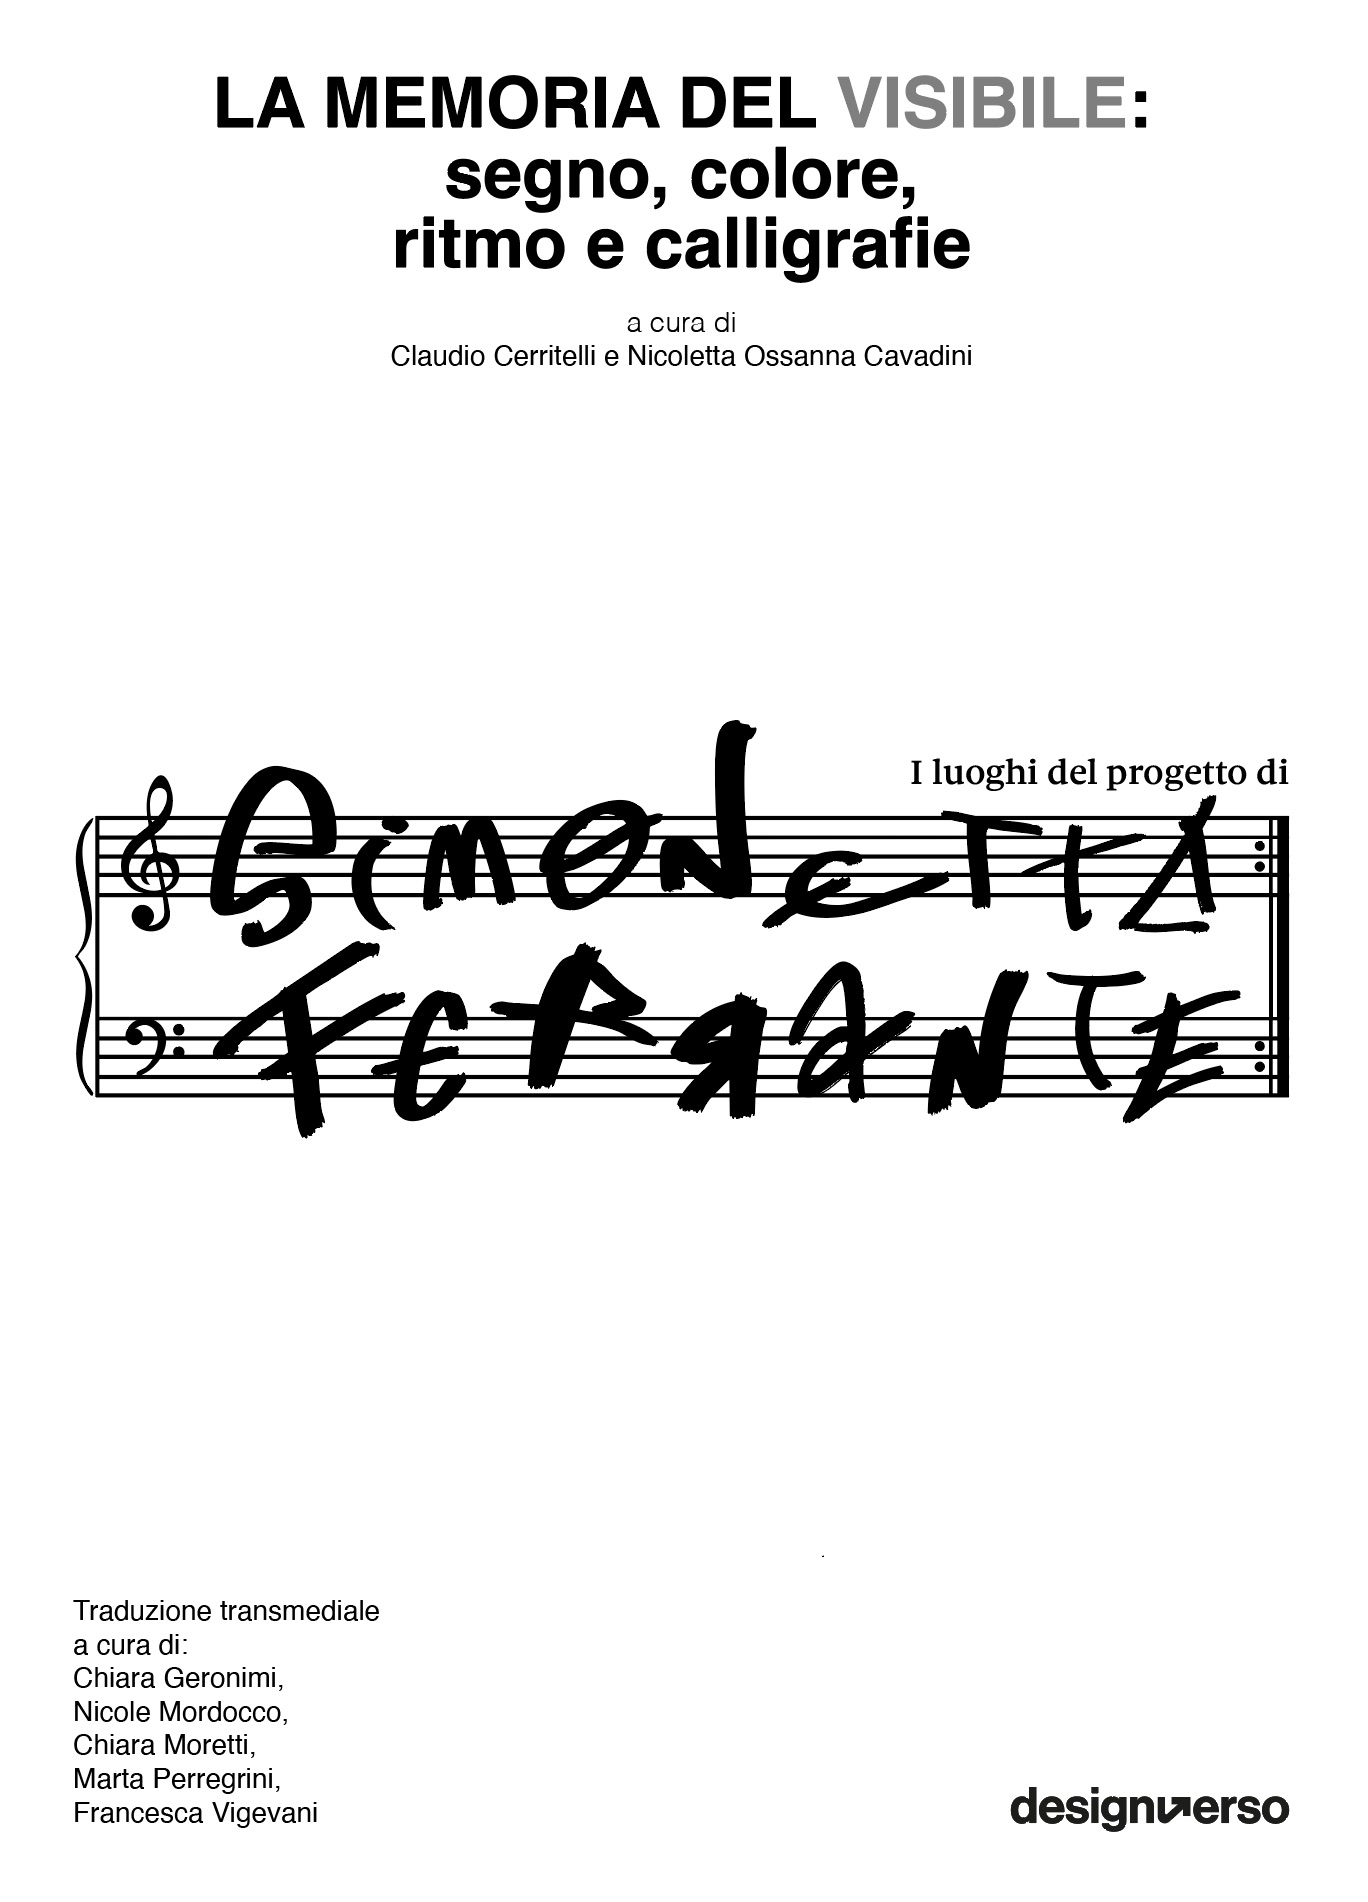 LA MEMORIA DEL VISIBILE:
segno, colore,
ritmo e calligrafie
a cura di
Claudio Cerritelli e Nicoletta Ossanna Cavadini
I luoghi del progetto di
SiMONeTTA
FeRRANTE
Traduzione transmediale
a cura di:
Chiara Geronimi,
Nicole Mordocco,
Chiara Moretti,
Marta Perregrini,
Francesca Vigevani
designverso